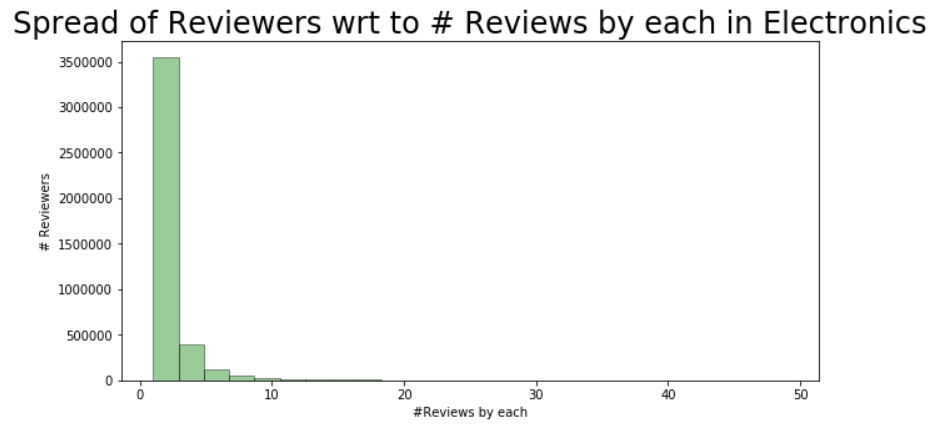 Spread of Reviewers wrt to # Reviews by each in Electronics
3500000
3000000
2500000
2000000
1500000
1000000
500000
0
# Reviewers
0 10 20 30 40 50
#Reviews by each